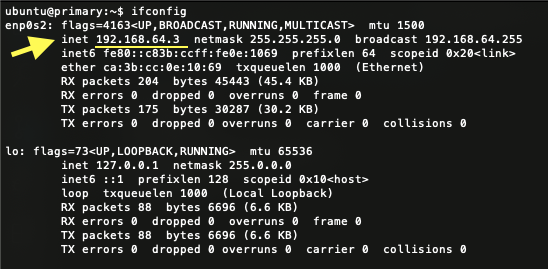 ubuntu@primary:~$ ifconfig
enp0s2: flags=4163<UP,BROADCAST,RUNNING,MULTICAST>  mtu 1500
inet 192.168.64.3  netmask 255.255.255.0  broadcast 192.168.64.255
inet6 fe80::c83b:ccff:fe0e:1069  prefixlen 64  scopeid 0x20<link>
ether ca:3b:cc:0e:10:69  txqueuelen 1000  (Ethernet)
RX packets 204  bytes 45443 (45.4 KB)
RX errors 0  dropped 0  overruns 0  frame 0
TX packets 175  bytes 30287 (30.2 KB)
TX errors 0  dropped 0 overruns 0  carrier 0  collisions 0
lo: flags=73<UP,LOOPBACK,RUNNING>  mtu 65536
inet 127.0.0.1  netmask 255.0.0.0
inet6 ::1  prefixlen 128  scopeid 0x10<host>
loop  txqueuelen 1000  (Local Loopback)
RX packets 88  bytes 6696 (6.6 KB)
RX errors 0  dropped 0  overruns 0  frame 0
TX packets 88  bytes 6696 (6.6 KB)
TX errors 0  dropped 0 overruns 0  carrier 0  collisions 0